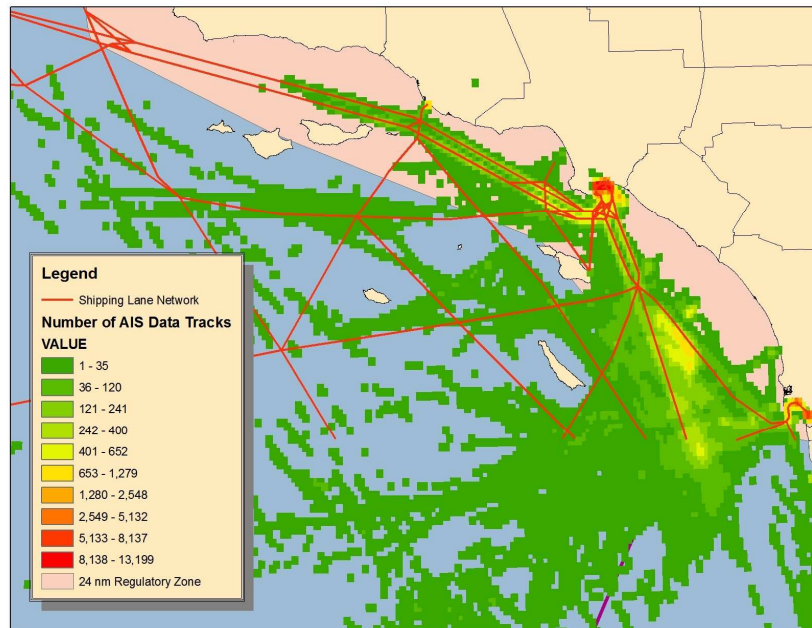 Legend
Shipping Lane Network
Number of AIS Data Tracks
VALUE
1 - 35
36 - 120
121 - 241
242 - 400
401 - 652
653 - 1,279
1,280 - 2,548
2,549 - 5,132
5,133 - 8,137
8,138 - 13,199
24 nm Regulatory Zone